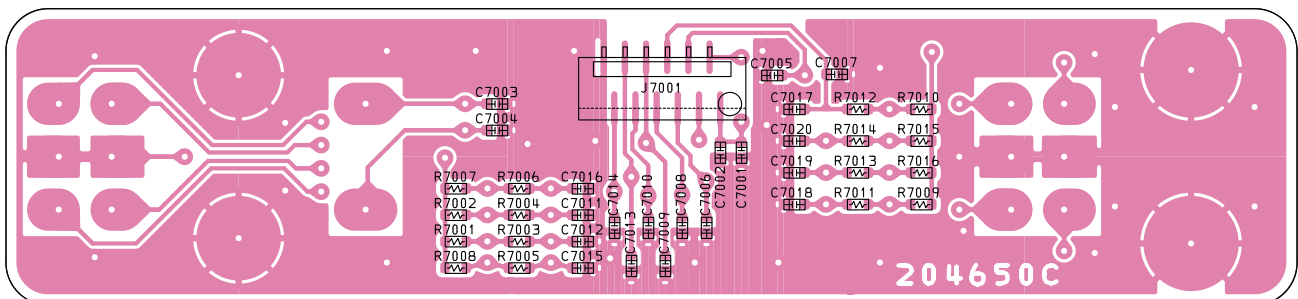 C7005 C7007
J7001
C7003
C7017 R7012 R7010
C7004
C7020 R7014 R7015
C7019 R7013 R7016
R7007 R7006 C7016
C7014 C7010 C7008 C7006 C7002 C7001
C7018 R7011 R7009
R7002 R7004 C7011
R7001 R7003 C7012
C7013 C7009
R7008 R7005 C7015
204650C